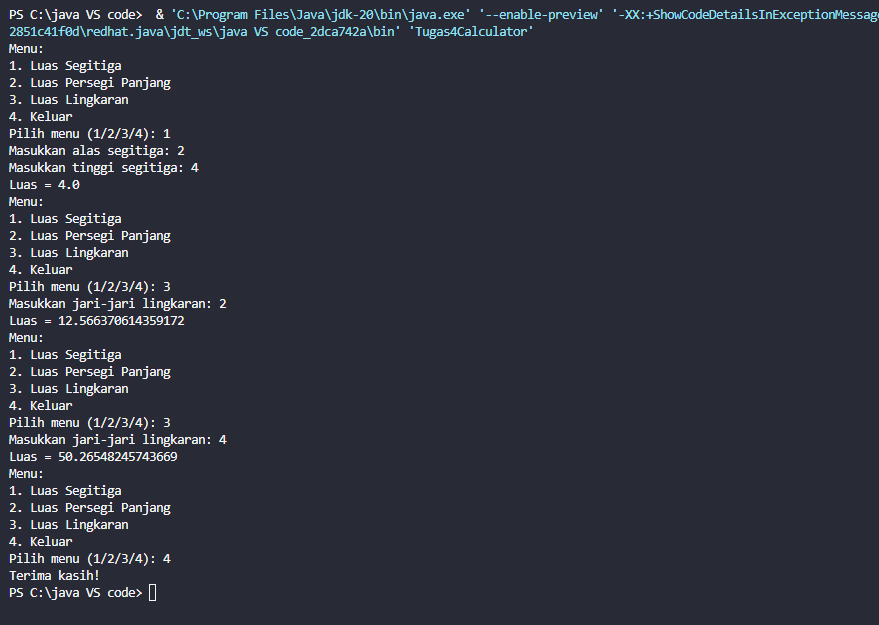 PS C:\java VS code>  & 'C:\Program Files\Java\jdk-20\bin\java.exe' '--enable-preview' '-XX:+ShowCodeDetailsInExceptionMessage
2851c41f0d\redhat.java\jdt_ws\java VS code_2dca742a\bin' 'Tugas4Calculator'
Menu:
1. Luas Segitiga
2. Luas Persegi Panjang
3. Luas Lingkaran
4. Keluar
Pilih menu (1/2/3/4): 1
Masukkan alas segitiga: 2
Masukkan tinggi segitiga: 4
Luas = 4.0
Menu:
1. Luas Segitiga
2. Luas Persegi Panjang
3. Luas Lingkaran
4. Keluar
Pilih menu (1/2/3/4): 3
Masukkan jari-jari lingkaran: 2
Luas = 12.566370614359172
Menu:
1. Luas Segitiga
2. Luas Persegi Panjang
3. Luas Lingkaran
4. Keluar
Pilih menu (1/2/3/4): 3
Masukkan jari-jari lingkaran: 4
Luas = 50.26548245743669
Menu:
1. Luas Segitiga
2. Luas Persegi Panjang
3. Luas Lingkaran
4. Keluar
Pilih menu (1/2/3/4): 4
Terima kasih!
PS C:\java VS code>